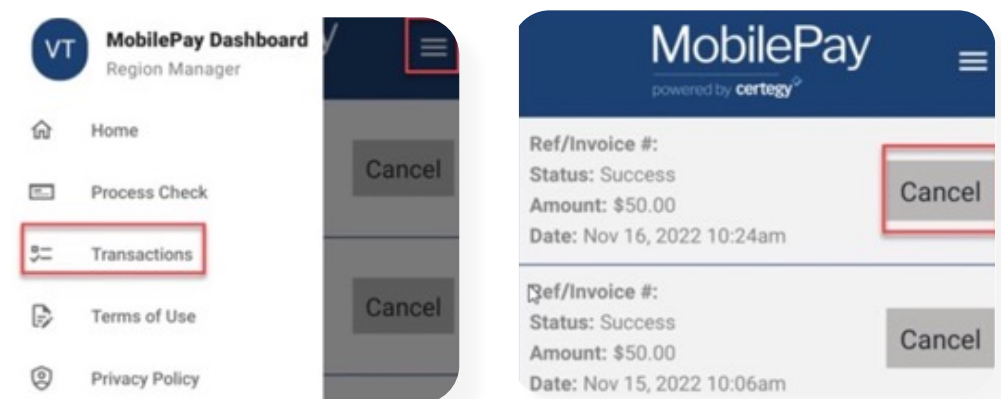 VT
MobilePay Dashboard
Region Manager
Home
Process Check
Transactions
Terms of Use
Privacy Policy
y
Cancel
Cancel
MobilePay
powered by certegy
Ref/Invoice #:
Status: Success
Amount: $50.00
Date: Nov 16, 2022 10:24am
Cancel
Ref/Invoice #:
Status: Success
Amount: $50.00
Date: Nov 15, 2022 10:06am
Cancel